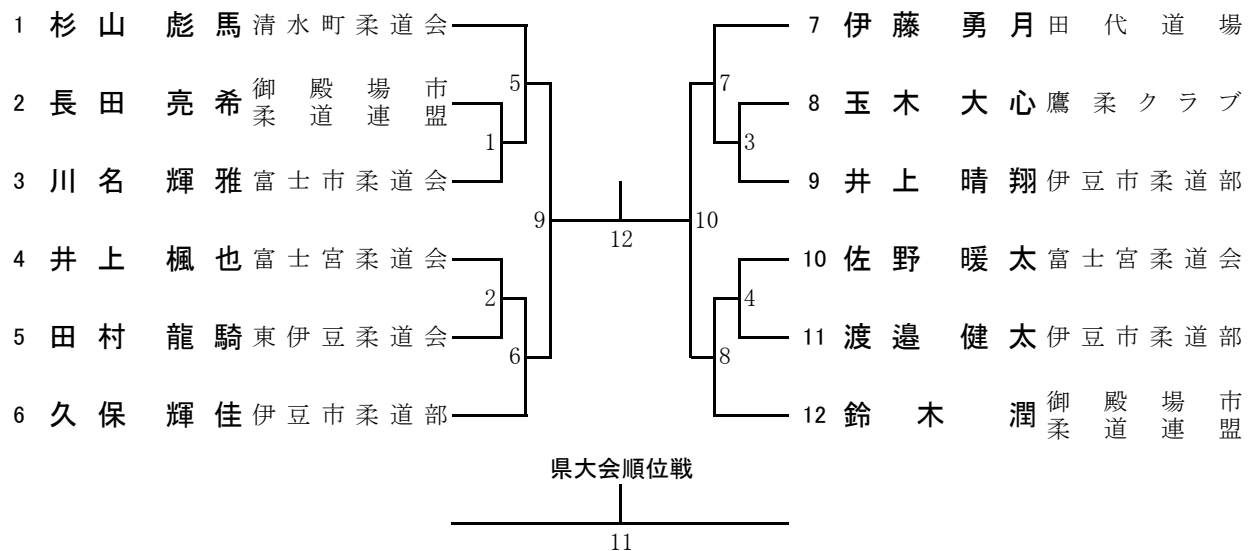 1 杉山 彪馬 清水町柔道会
5
2 長田 亮希 御殿場市柔道連盟
1
3 川名 輝雅 富士市柔道会
9
4 井上 楓也 富士宮柔道会
2
5 田村 龍騎 東伊豆柔道会
6
6 久保 輝佳 伊豆市柔道部
12
7 伊藤 勇月 田代道場
7
8 玉木 大心 鷹柔クラブ
3
9 井上 晴翔 伊豆市柔道部
10
10 佐野 暖太 富士宮柔道会
4
11 渡邉 健太 伊豆市柔道部
8
12 鈴木 潤 御殿場市柔道連盟
県大会順位戦
11